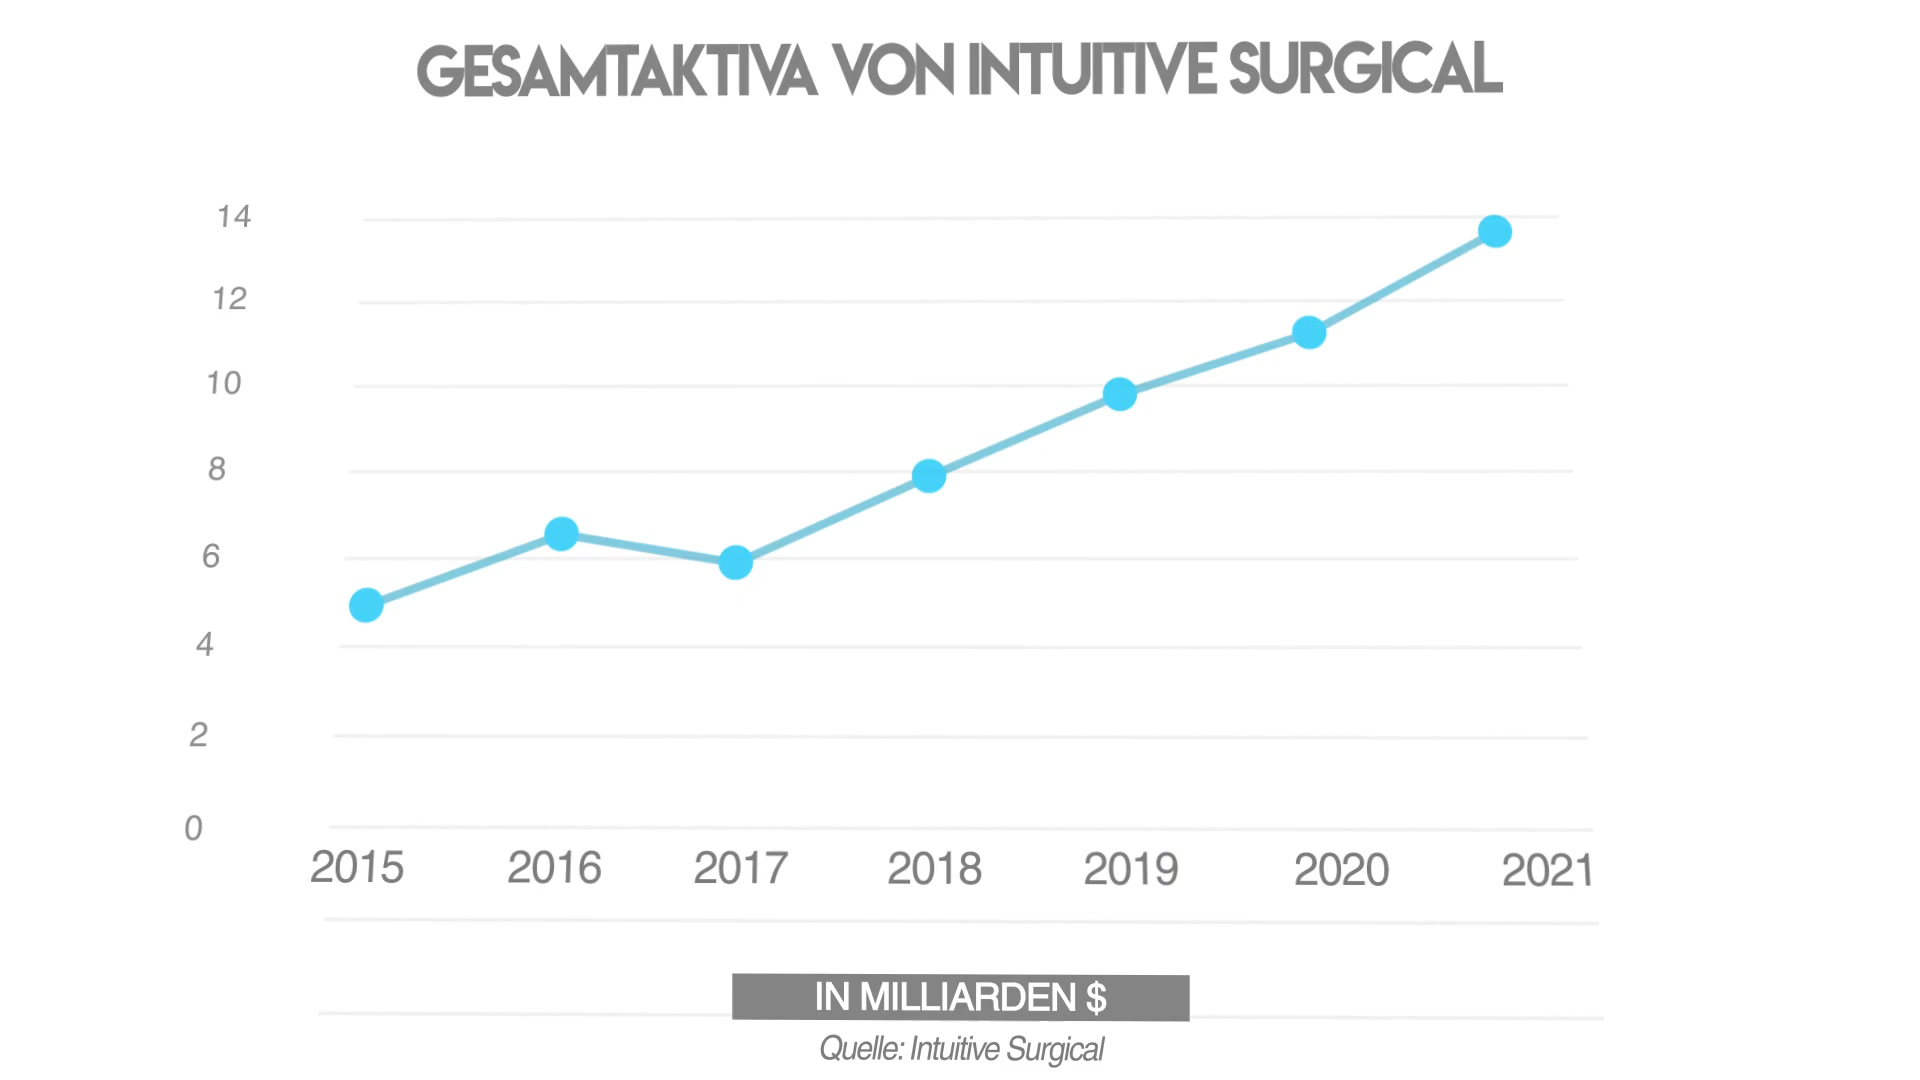 GESAMTAKTIVA VON INTUITIVE SURGICAL
14
12
10
8
6
4
2
0
2015 2016 2017 2018 2019 2020 2021
IN MILLIARDEN $
Quelle: Intuitive Surgical